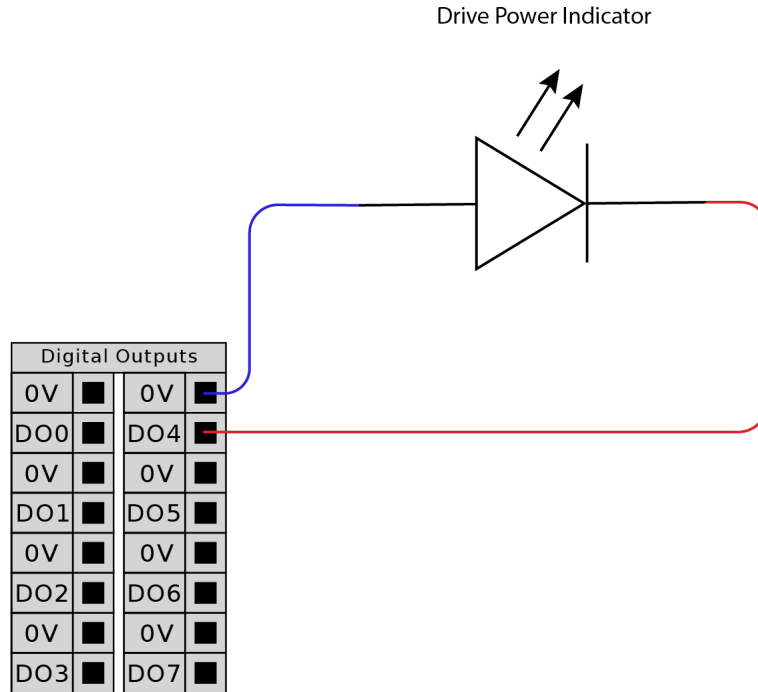 Drive Power Indicator
Digital Outputs
0V 0V
DO0 DO4
0V 0V
DO1 DO5
0V 0V
DO2 DO6
0V 0V
DO3 DO7